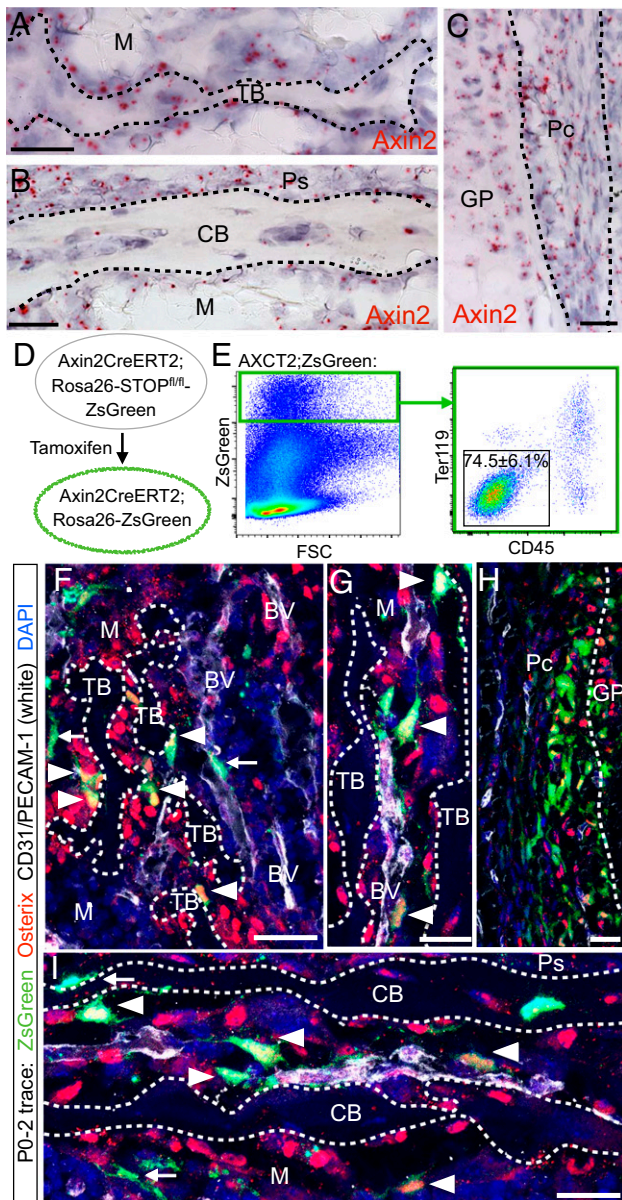 A
M
TB
Axin2
B
Ps
CB
M
Axin2
C
Pc
GP
Axin2
D
Axin2CreERT2;
Rosa26-STOPfl/fl-
ZsGreen
Tamoxifen
Axin2CreERT2;
Rosa26-ZsGreen
E
AXCT2;ZsGreen:
ZsGreen
FSC
Ter119
74.5±6.1%
CD45
P0-2 trace: ZsGreen Osterix CD31/PECAM-1 (white) DAPI
F
M
BV
TB
TB
BV
TB
BV
M
TB
G
M
TB
TB
BV
H
Pc
GP
I
Ps
CB
CB
M